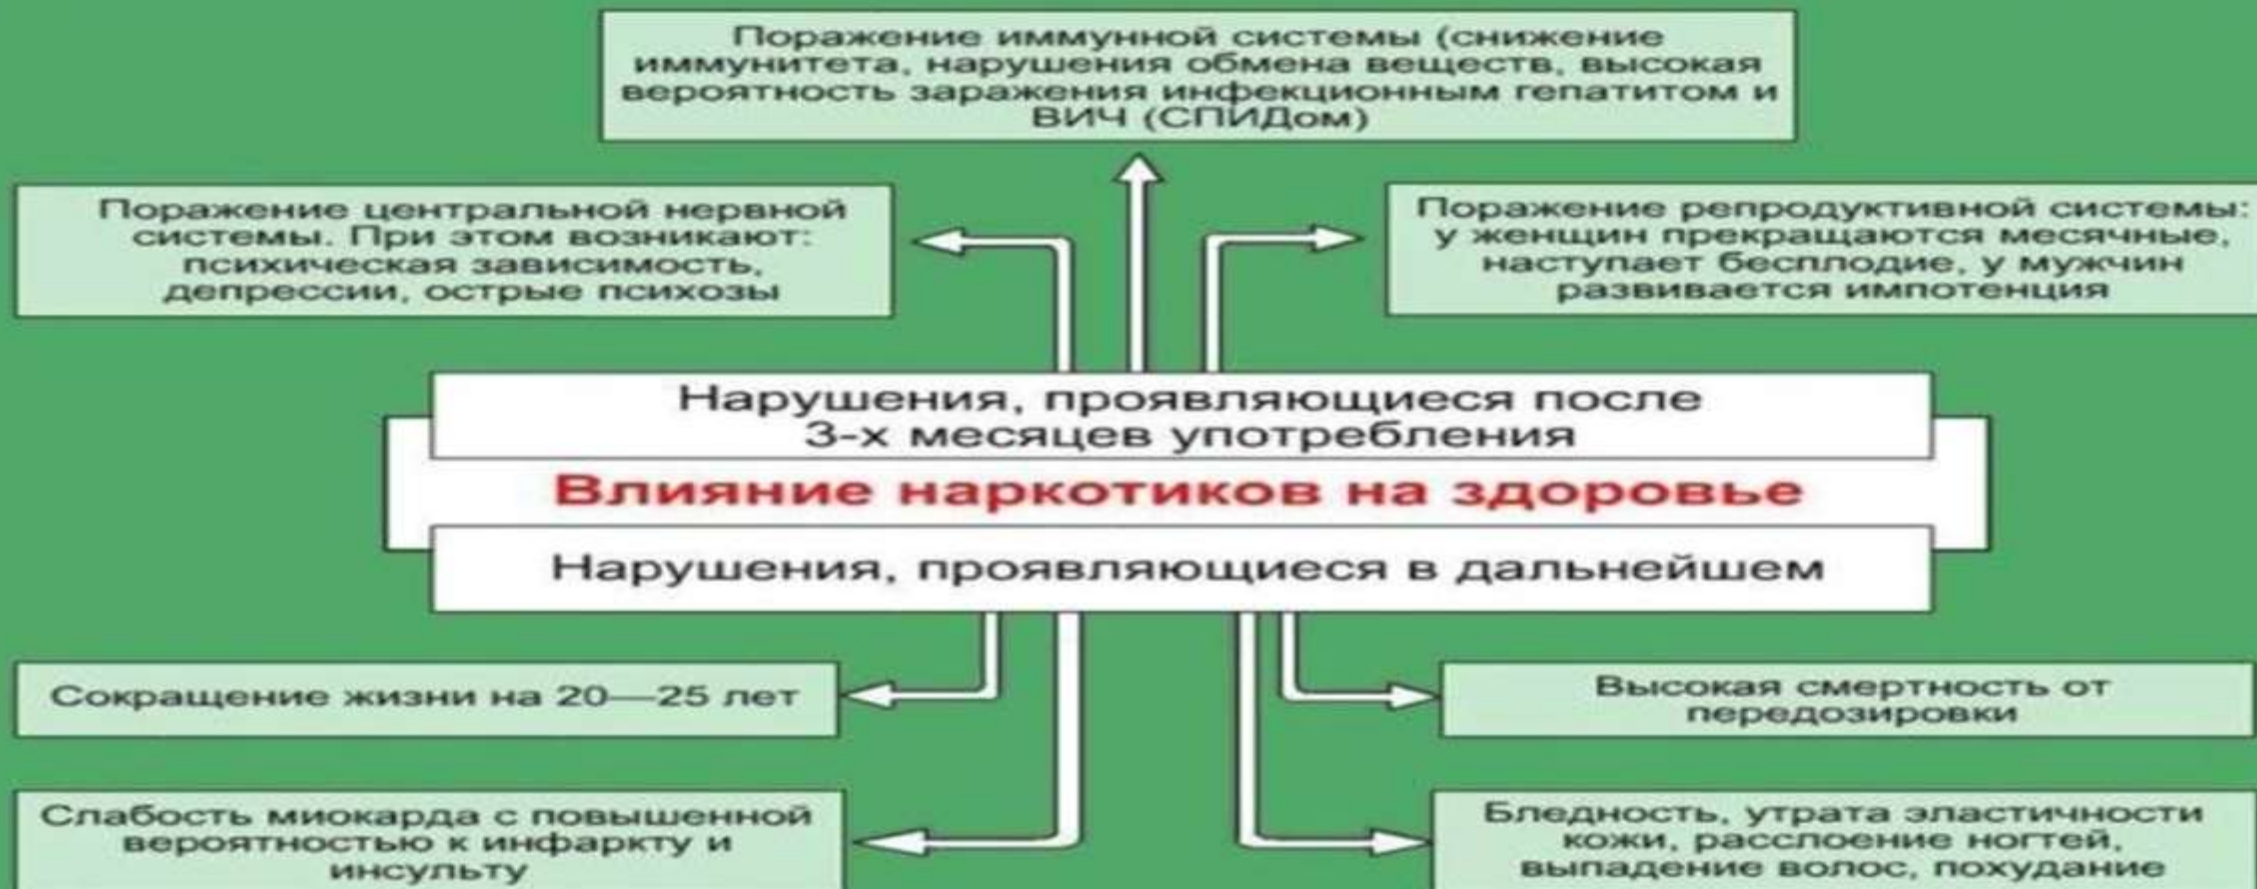 Поражение иммунной системы (снижение
иммунитета, нарушения обмена веществ, высокая
вероятность заражения инфекционным гепатитом и
ВИЧ (СПИДом)
Поражение центральной нервной
системы. При этом возникают:
психическая зависимость,
депрессии, острые психозы
Поражение репродуктивной системы:
у женщин прекращаются месячные,
наступает бесплодие, у мужчин
развивается импотенция
Нарушения, проявляющиеся после
3-х месяцев употребления
Влияние наркотиков на здоровье
Нарушения, проявляющиеся в дальнейшем
Сокращение жизни на 20—25 лет
Высокая смертность от
передозировки
Слабость миокарда с повышенной
вероятностью к инфаркту и
инсульту
Бледность, утрата эластичности
кожи, расслоение ногтей,
выпадение волос, похудание